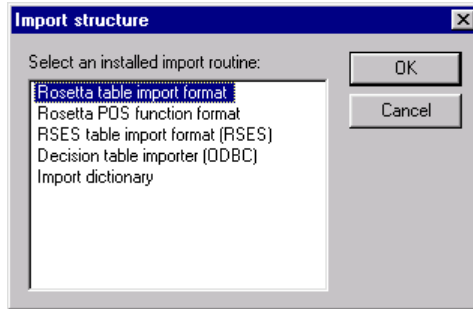 Import structure
Select an installed import routine:
Rosetta table import format
Rosetta POS function format
RSES table import format (RSES)
Decision table importer (ODBC)
Import dictionary
OK
Cancel